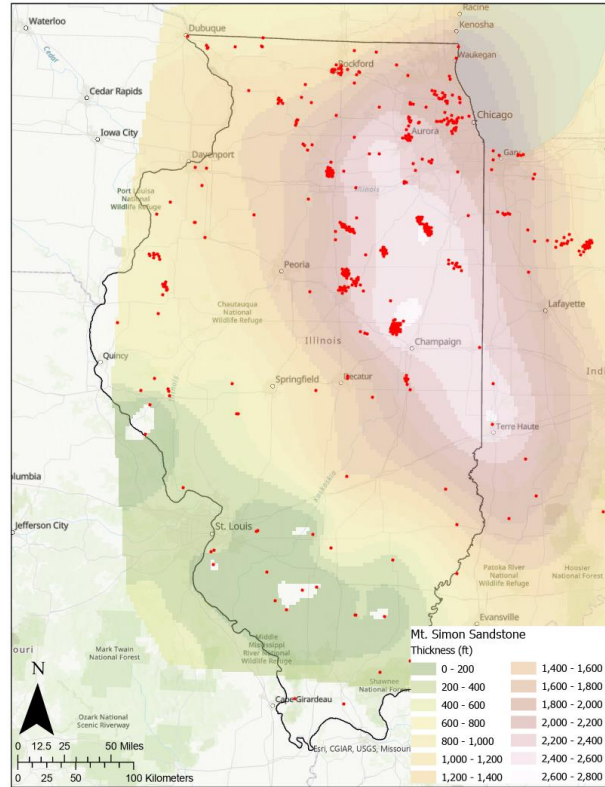 Racine
Waterloo
Dubuque
Kenosha
Waukegan
Rockford
Cedar
Cedar Rapids
Chicago
Iowa City
Aurora
Davenport
Gary
Port Louisa
National
Wildlife Refuge
Illinois
Peoria
Lafayette
Chautauqua
National
Wildlife Refuge
Illinois
Champaign
Quincy
Indi
Springfield
Decatur
Terre Haute
olumbia
Kaskaskia
Jefferson City
St. Louis
Patoka River
National
Wildlife Refuge
Hoosier
National Forest
Evansville
ouri
Mark Twain
National Forest
Middle
Mississippi
River National
Wildlife Refuge
Shawnee
National Forest
Cape Girardeau
Ozark National
Scenic Riverway
N
0 12.5 25 50 Miles
0 25 50 100 Kilometers
Esri, CGIAR, USGS, Missouri
Mt. Simon Sandstone
Thickness (ft)
0 - 200
200 - 400
400 - 600
600 - 800
800 - 1,000
1,000 - 1,200
1,200 - 1,400
1,400 - 1,600
1,600 - 1,800
1,800 - 2,000
2,000 - 2,200
2,200 - 2,400
2,400 - 2,600
2,600 - 2,800